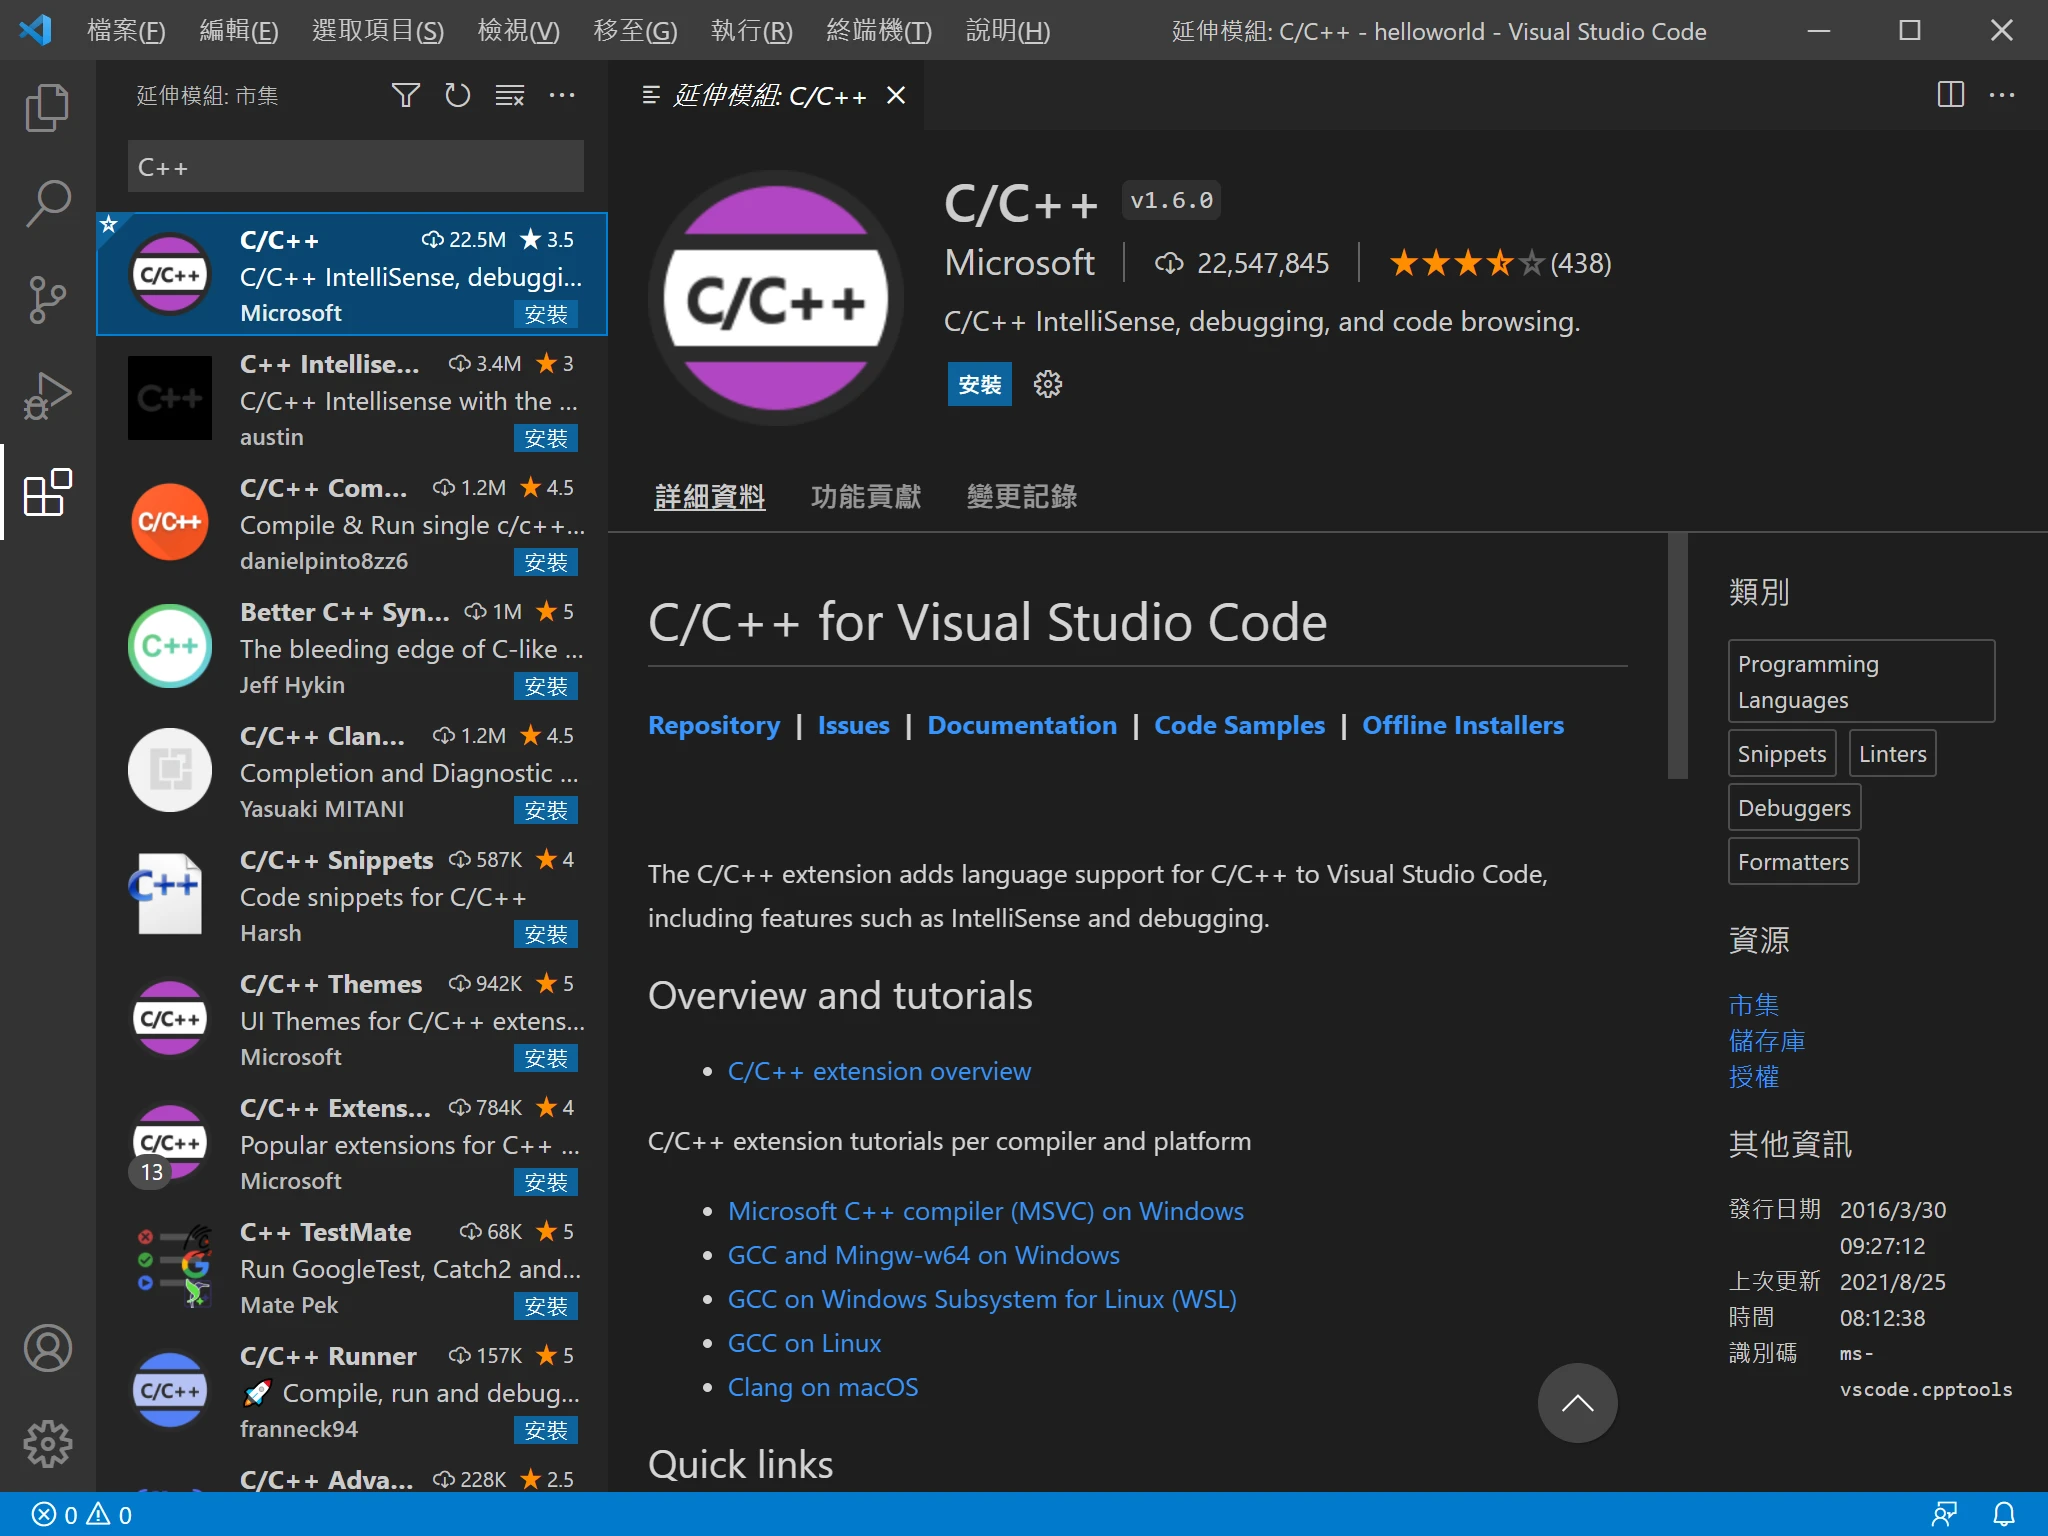 檔案(F) 編輯(E) 選取項目(S) 檢視(V) 移至(G) 執行(R) 終端機(T) 說明(H) 延伸模組: C/C++ - helloworld - Visual Studio Code
延伸模組: 市集
C++
C/C++ 22.5M 3.5
C/C++ IntelliSense, debuggi...
Microsoft 安裝
C++ Intellise... 3.4M 3
C/C++ Intellisense with the ...
austin 安裝
C/C++ Com... 1.2M 4.5
Compile & Run single c/c++...
danielpinto8zz6 安裝
Better C++ Syn... 1M 5
The bleeding edge of C-like ...
Jeff Hykin 安裝
C/C++ Clan... 1.2M 4.5
Completion and Diagnostic ...
Yasuaki MITANI 安裝
C/C++ Snippets 587K 4
Code snippets for C/C++
Harsh 安裝
C/C++ Themes 942K 5
UI Themes for C/C++ extens...
Microsoft 安裝
C/C++ Extens... 784K 4
Popular extensions for C++ ...
13
Microsoft 安裝
C++ TestMate 68K 5
Run GoogleTest, Catch2 and...
Mate Pek 安裝
C/C++ Runner 157K 5
🚀 Compile, run and debug...
franneck94 安裝
C/C++ Adva... 228K 2.5
延伸模組: C/C++
C/C++
C/C++ v1.6.0
Microsoft 22,547,845 (438)
C/C++ IntelliSense, debugging, and code browsing.
安裝
詳細資料 功能貢獻 變更記錄
C/C++ for Visual Studio Code
Repository | Issues | Documentation | Code Samples | Offline Installers
The C/C++ extension adds language support for C/C++ to Visual Studio Code,
including features such as IntelliSense and debugging.
Overview and tutorials
• C/C++ extension overview
C/C++ extension tutorials per compiler and platform
• Microsoft C++ compiler (MSVC) on Windows
• GCC and Mingw-w64 on Windows
• GCC on Windows Subsystem for Linux (WSL)
• GCC on Linux
• Clang on macOS
Quick links
類別
Programming
Languages
Snippets Linters
Debuggers
Formatters
資源
市集
儲存庫
授權
其他資訊
發行日期 2016/3/30
09:27:12
上次更新 2021/8/25
時間 08:12:38
識別碼 ms-
vscode.cpptools
0 0